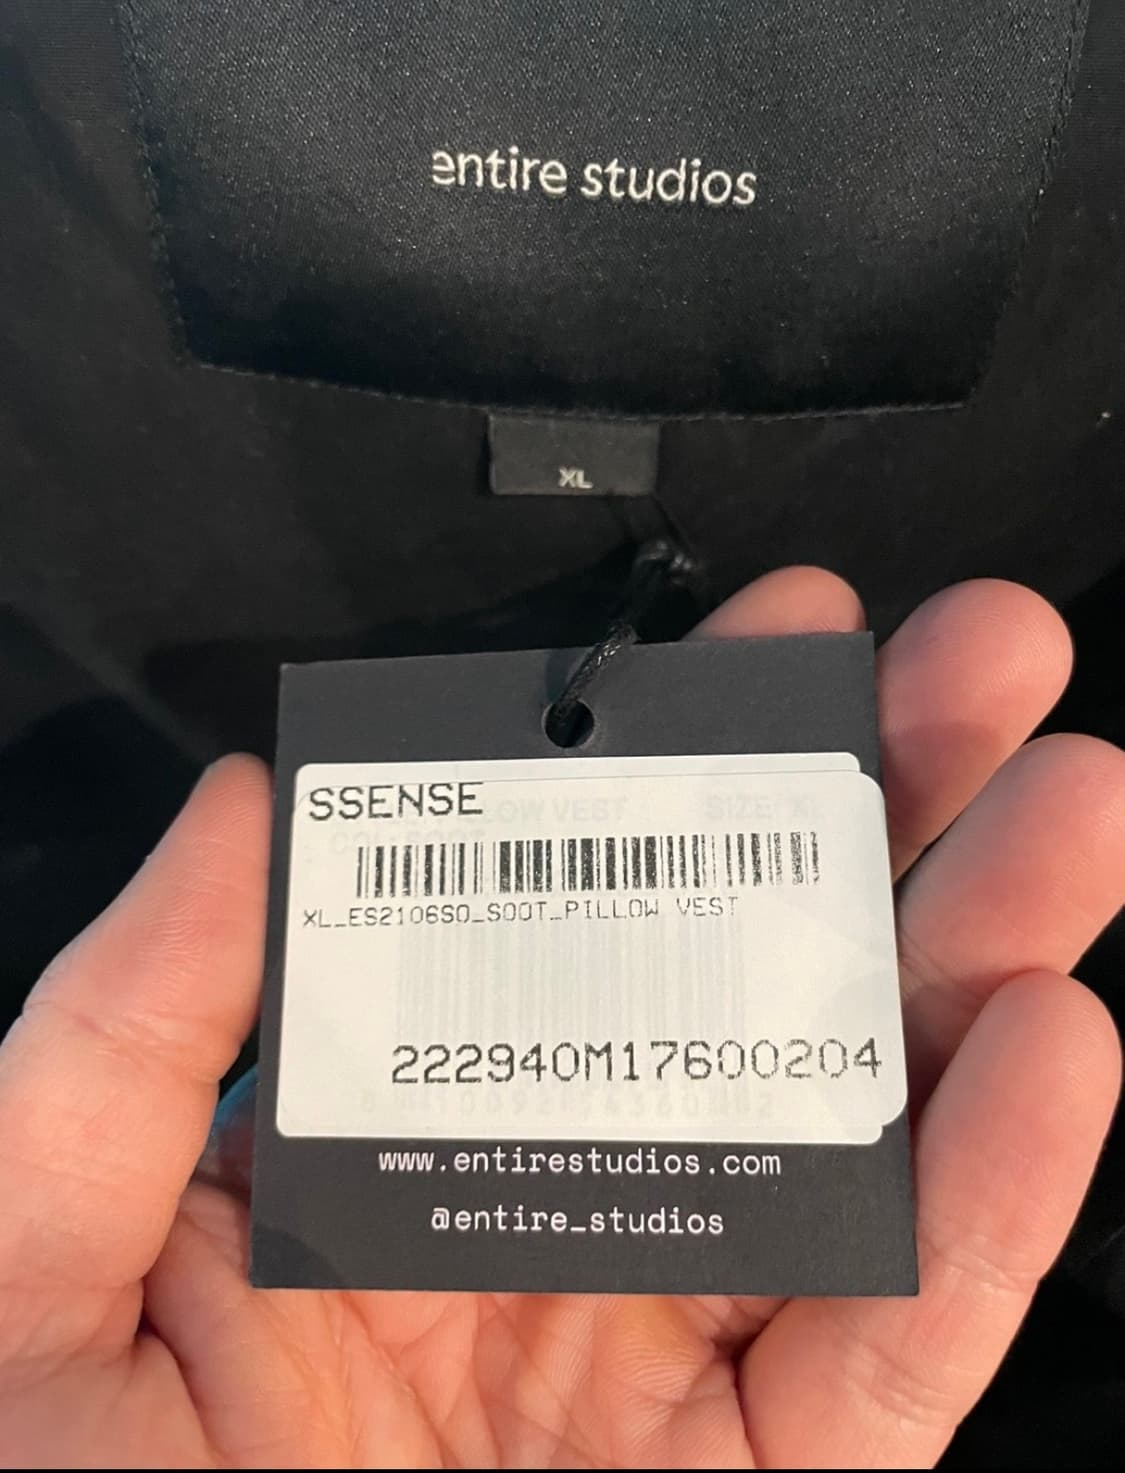 entire studios
XL
SSENSE
XL_ES2106SO_SOOT_PILLOW VEST
222940M17600204
www.entirestudios.com
@entire_studios